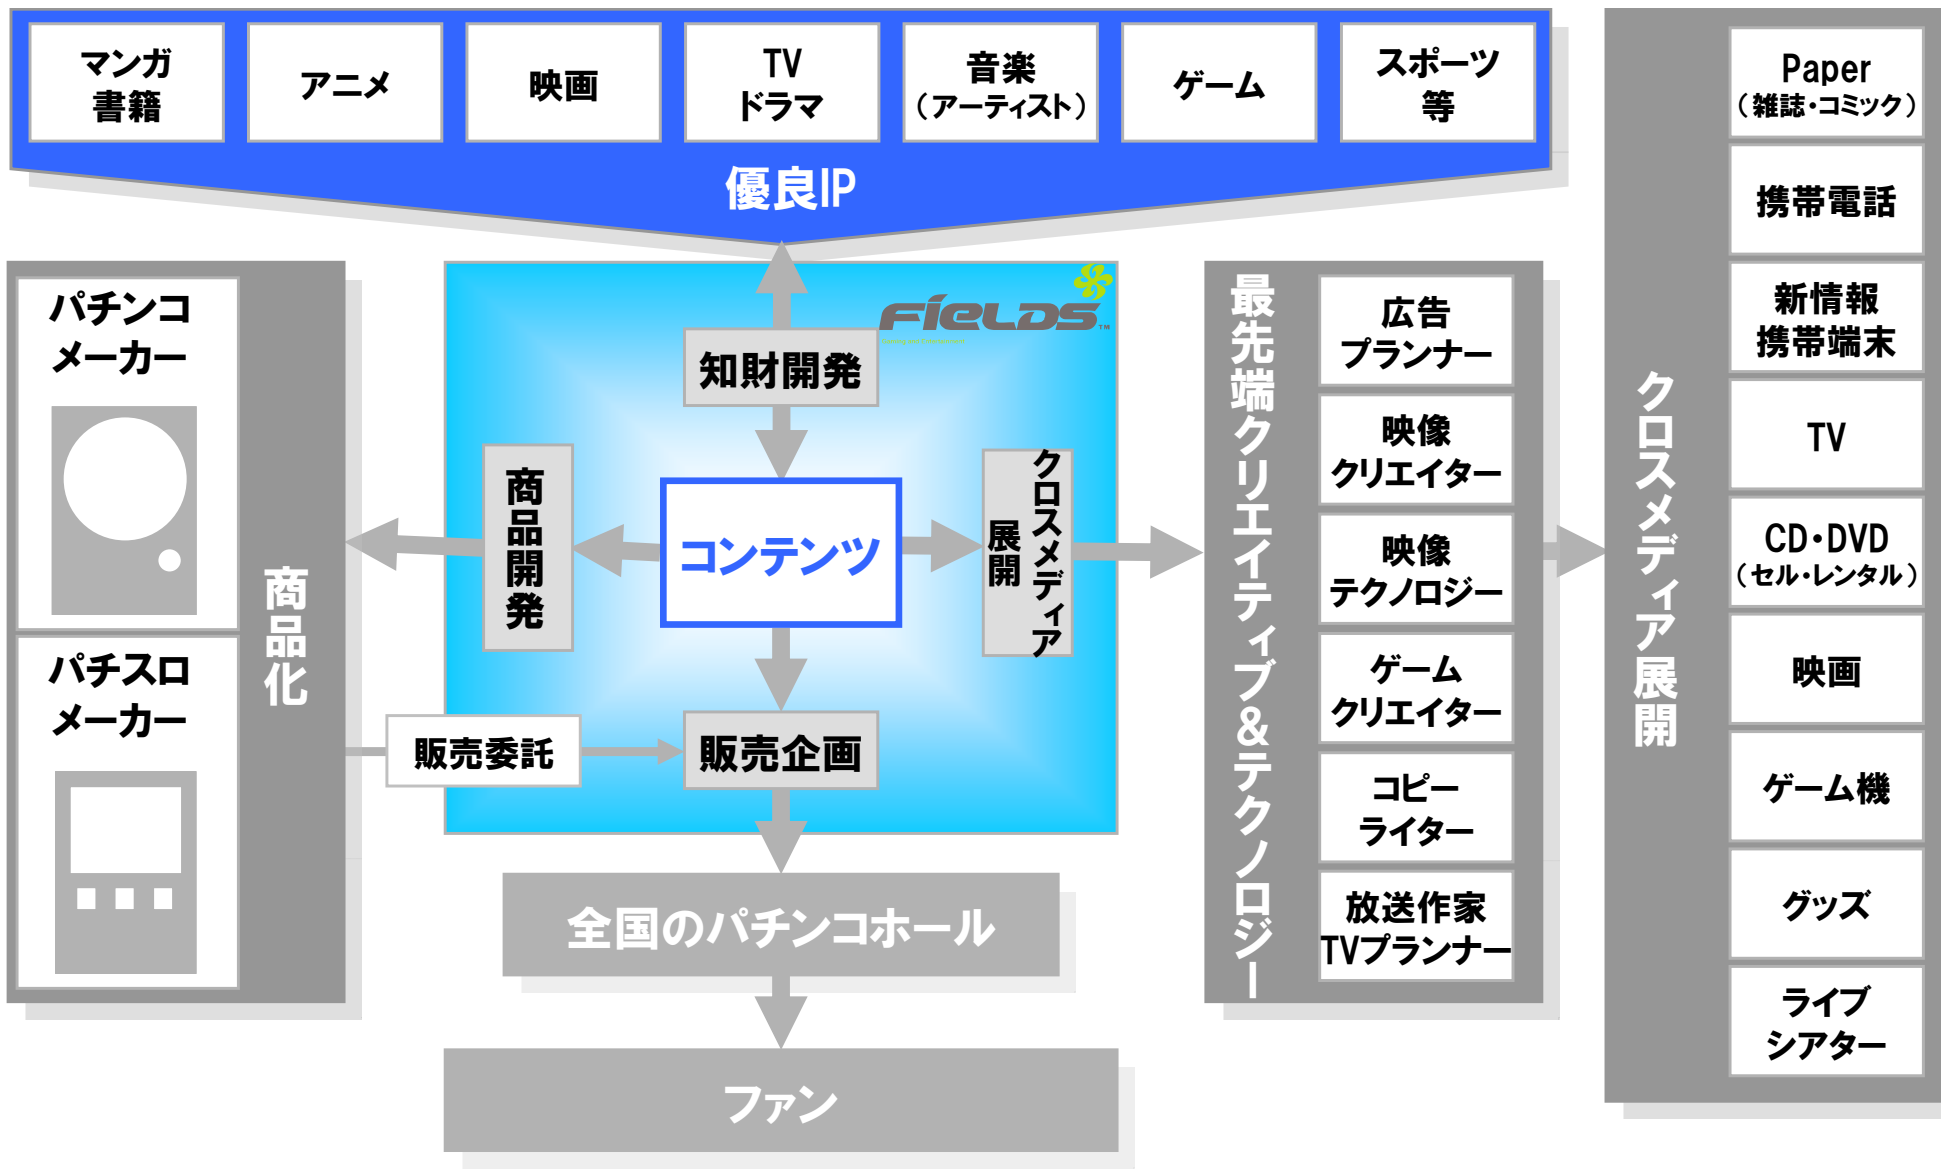 マンガ
書籍
アニメ
映画
TV
ドラマ
音楽
（アーティスト）
ゲーム
スポーツ
等
優良IP
パチンコ
メーカー
パチスロ
メーカー
商品化
FIELDS™
知財開発
商品開発
コンテンツ
クロスメディア
展開
販売委託
販売企画
全国のパチンコホール
ファン
最先端クリエイティブ&テクノロジー
広告
プランナー
映像
クリエイター
映像
テクノロジー
ゲーム
クリエイター
コピー
ライター
放送作家
TVプランナー
クロスメディア展開
Paper
（雑誌・コミック）
携帯電話
新情報
携帯端末
TV
CD・DVD
（セル・レンタル）
映画
ゲーム機
グッズ
ライブ
シアター